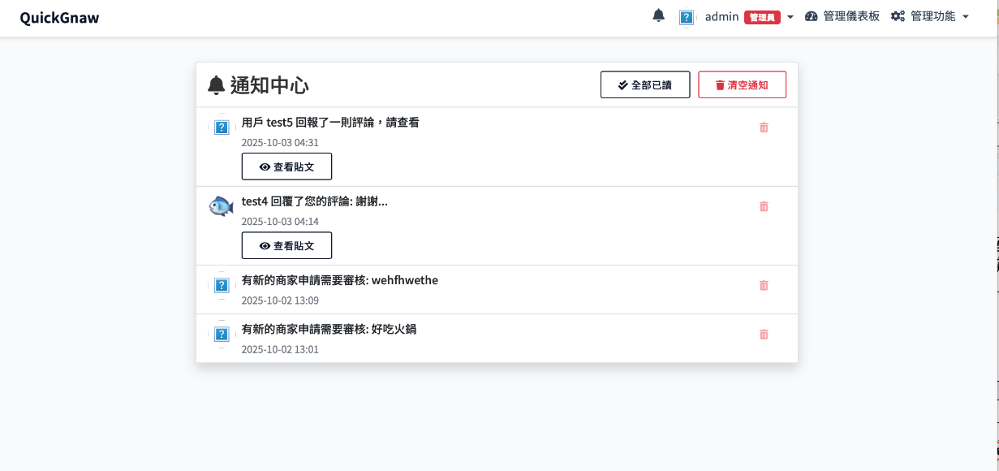 QuickGnaw
admin 管理員 管理儀表板 管理功能
通知中心 全部已讀 清空通知
用戶 test5 回報了一則評論，請查看
2025-10-03 04:31
查看貼文
test4 回覆了您的評論: 謝謝...
2025-10-03 04:14
查看貼文
有新的商家申請需要審核: wehfhwethe
2025-10-02 13:09
有新的商家申請需要審核: 好吃火鍋
2025-10-02 13:01